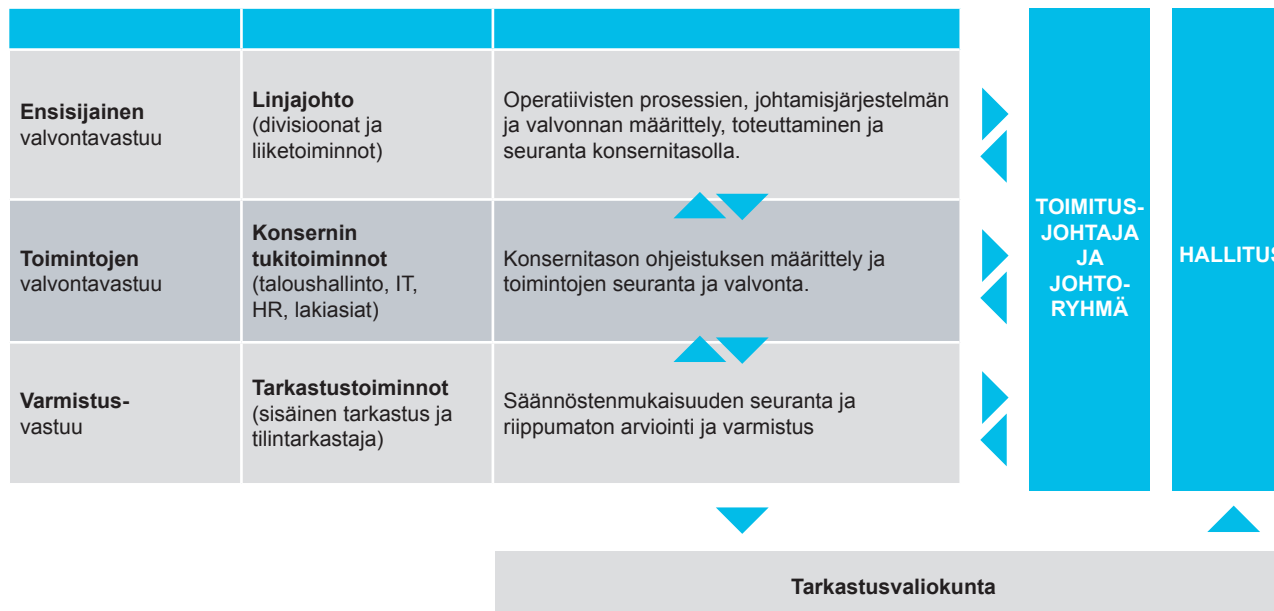 Ensisijainen
valvontavastuu
Linjajohto
(divisioonat ja
liiketoiminnot)
Operatiivisten prosessien, johtamisjärjestelmän
ja valvonnan määrittely, toteuttaminen ja
seuranta konsernitasolla.
Toimintojen
valvontavastuu
Konsernin
tukitoiminnot
(taloushallinto, IT,
HR, lakiasiat)
Konsernitason ohjeistuksen määrittely ja
toimintojen seuranta ja valvonta.
Varmistus-
vastuu
Tarkastustoiminnot
(sisäinen tarkastus ja
tilintarkastaja)
Säännöstenmukaisuuden seuranta ja
riippumaton arviointi ja varmistus
TOIMITUS-
JOHTAJA
JA
JOHTO-
RYHMÄ
HALLITUS
Tarkastusvaliokunta